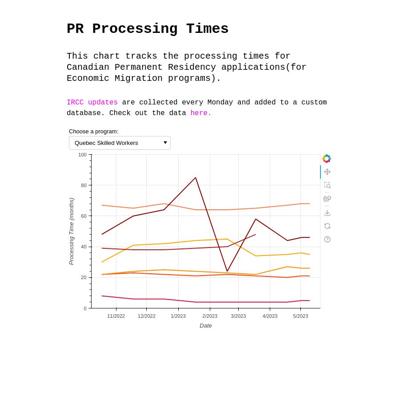 PR Processing Times
This chart tracks the processing times for
Canadian Permanent Residency applications(for
Economic Migration programs).
IRCC updates are collected every Monday and added to a custom
database. Check out the data here.
Choose a program:
Quebec Skilled Workers
100
80
60
40
20
0
Processing Time (months)
11/2022 12/2022 1/2023 2/2023 3/2023 4/2023 5/2023
Date